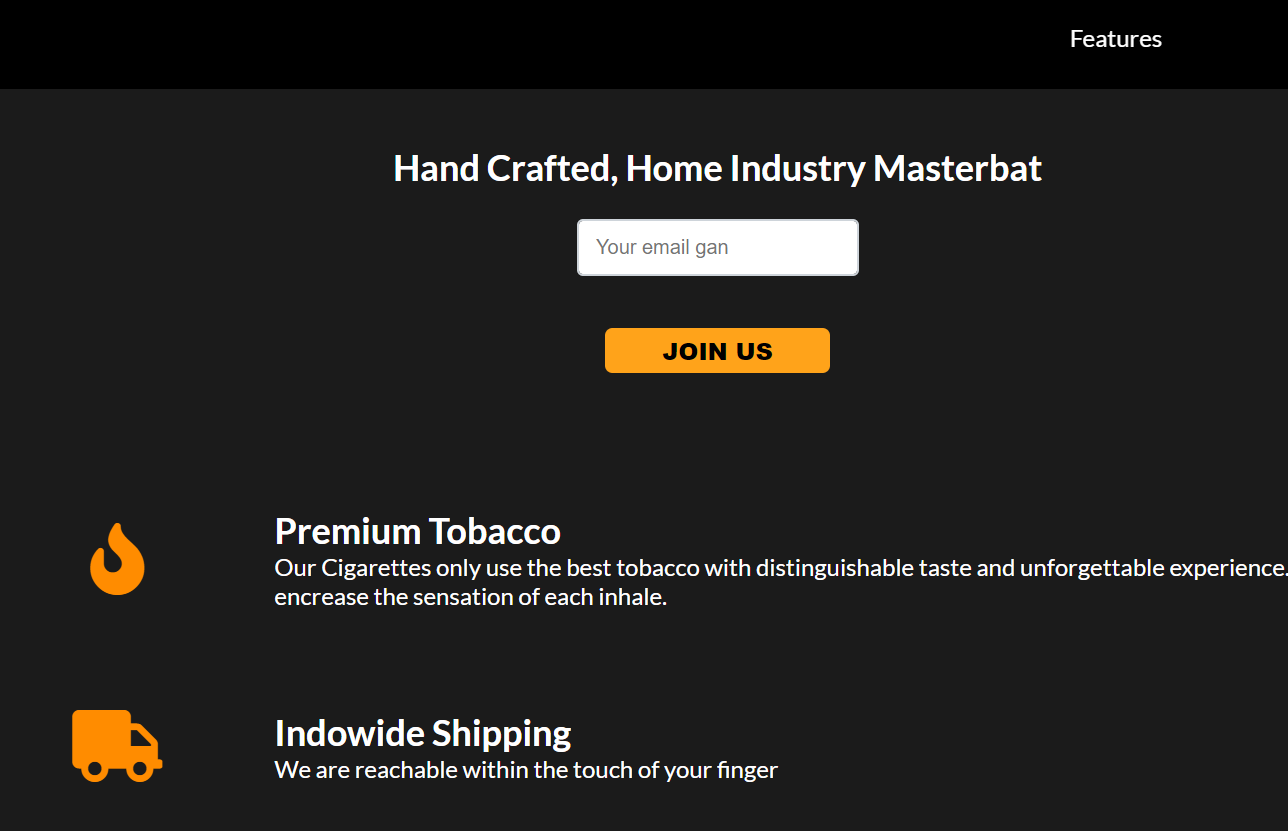 Features
Hand Crafted, Home Industry Masterbat
Your email gan
JOIN US
Premium Tobacco
Our Cigarettes only use the best tobacco with distinguishable taste and unforgettable experience.
encrease the sensation of each inhale.
Indowide Shipping
We are reachable within the touch of your finger